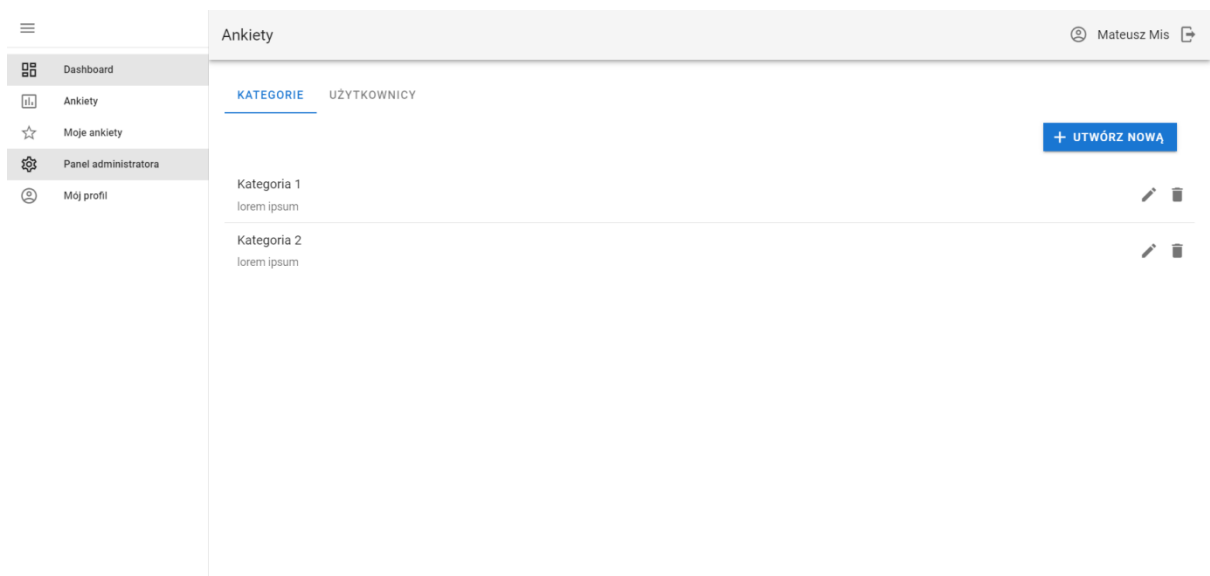 Ankiety
Mateusz Mis
Dashboard
Ankiety
Moje ankiety
Panel administratora
Mój profil
KATEGORIE
UŻYTKOWNICY
UTWÓRZ NOWĄ
Kategoria 1
lorem ipsum
Kategoria 2
lorem ipsum